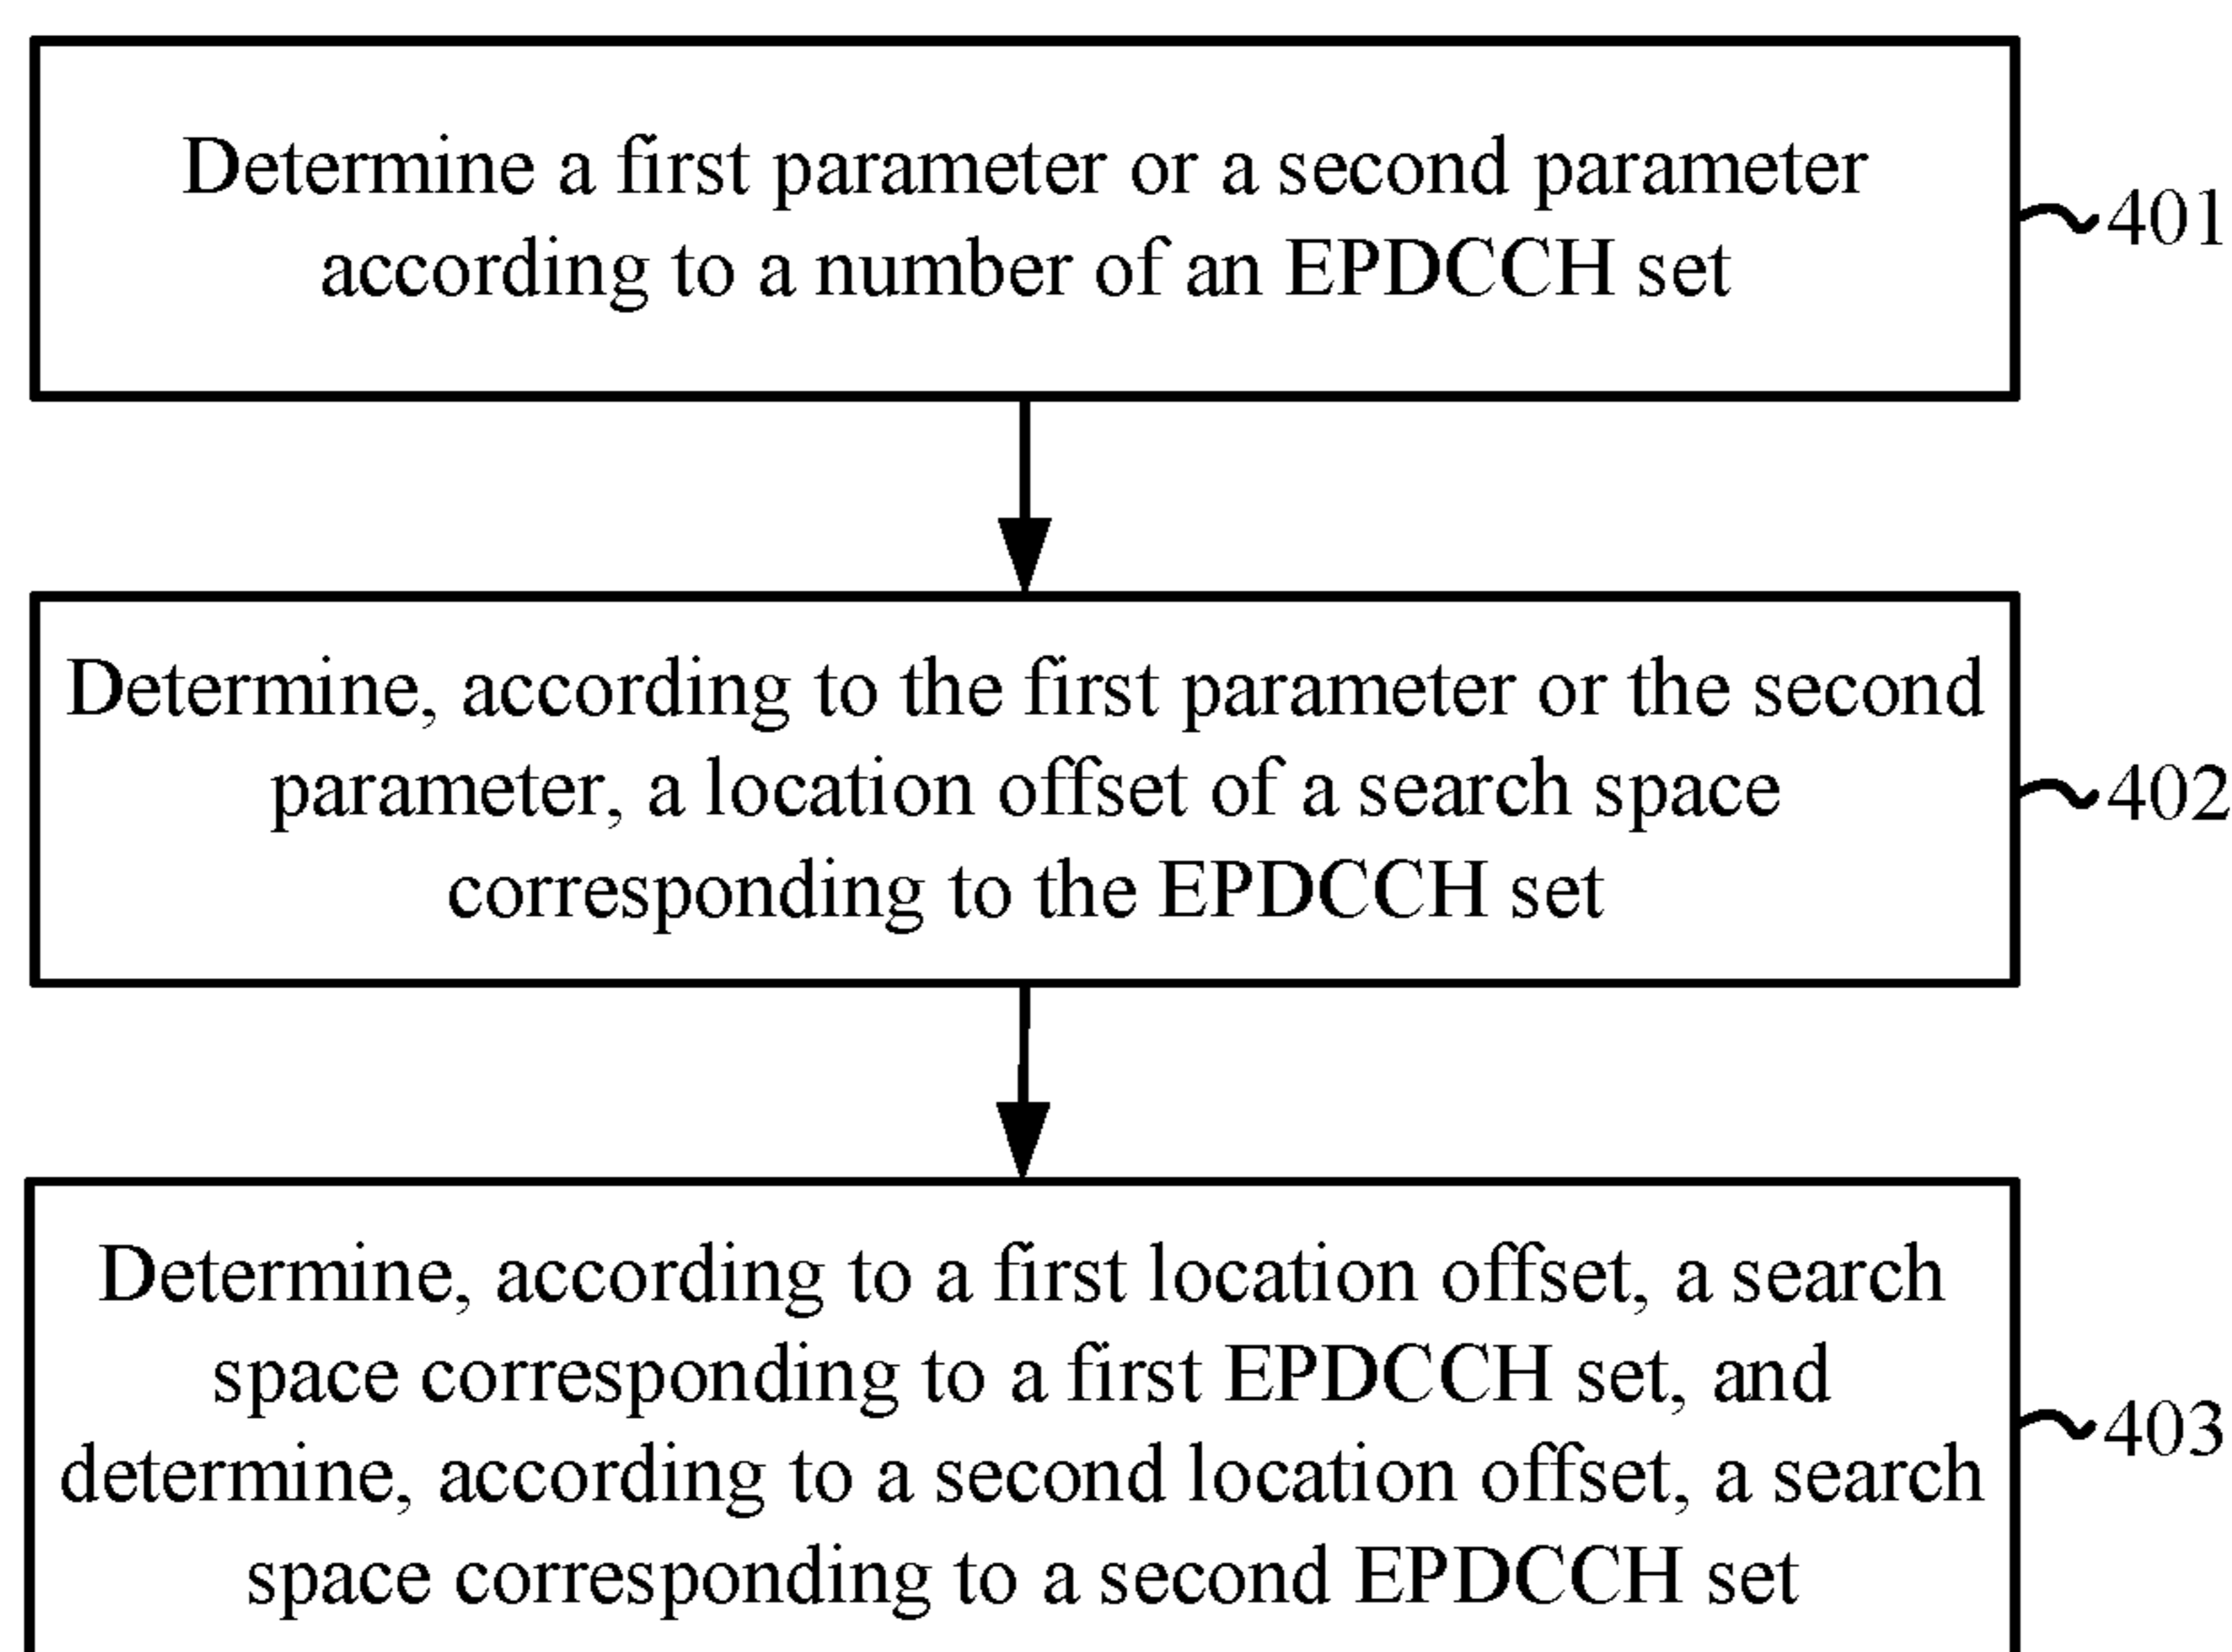 Determine a first parameter or a second parameter
according to a number of an EPDCCH set
401
Determine, according to the first parameter or the second
parameter, a location offset of a search space
corresponding to the EPDCCH set
402
Determine, according to a first location offset, a search
space corresponding to a first EPDCCH set, and
determine, according to a second location offset, a search
space corresponding to a second EPDCCH set
403